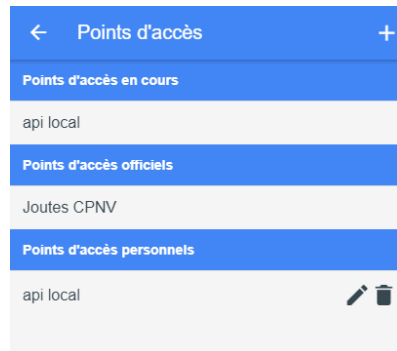 Points d'accès
Points d'accès en cours
api local
Points d'accès officiels
Joutes CPNV
Points d'accès personnels
api local